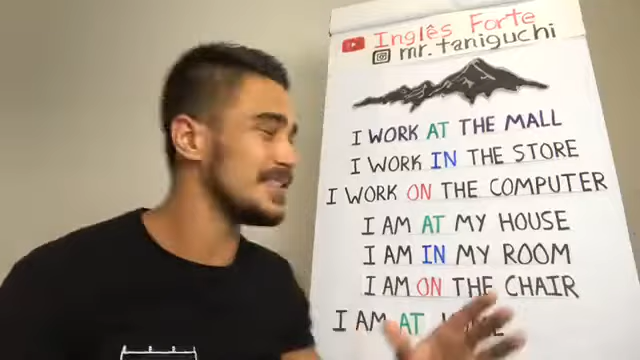 Inglês Forte
mr.taniguchi
I WORK AT THE MALL
I WORK IN THE STORE
I WORK ON THE COMPUTER
I AM AT MY HOUSE
I AM IN MY ROOM
I AM ON THE CHAIR
I AM AT